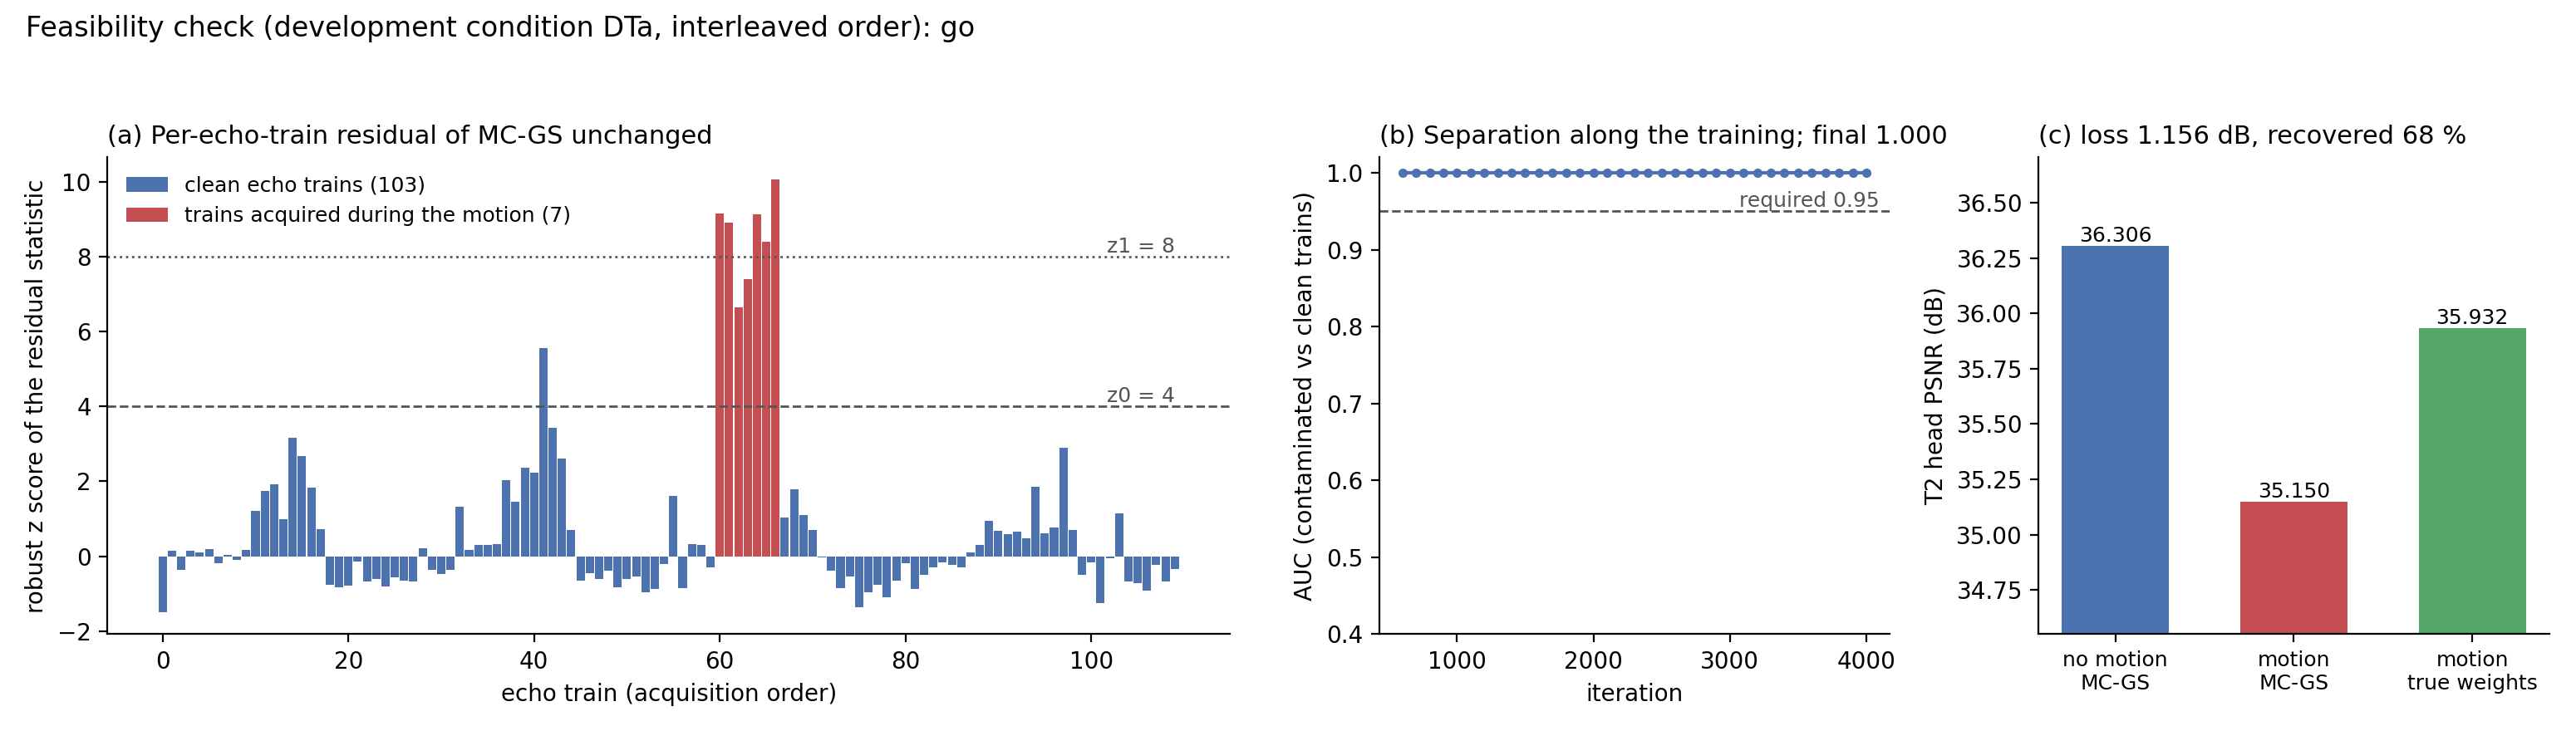 Feasibility check (development condition DTa, interleaved order): go
(a) Per-echo-train residual of MC-GS unchanged
robust z score of the residual statistic
10
8
6
4
2
0
−2
clean echo trains (103)
trains acquired during the motion (7)
z1 = 8
z0 = 4
0
20
40
60
80
100
echo train (acquisition order)
(b) Separation along the training; final 1.000
AUC (contaminated vs clean trains)
1.0
0.9
0.8
0.7
0.6
0.5
0.4
required 0.95
1000
2000
3000
4000
iteration
(c) loss 1.156 dB, recovered 68 %
T2 head PSNR (dB)
36.50
36.25
36.00
35.75
35.50
35.25
35.00
34.75
36.306
35.150
35.932
no motion
MC-GS
motion
MC-GS
motion
true weights